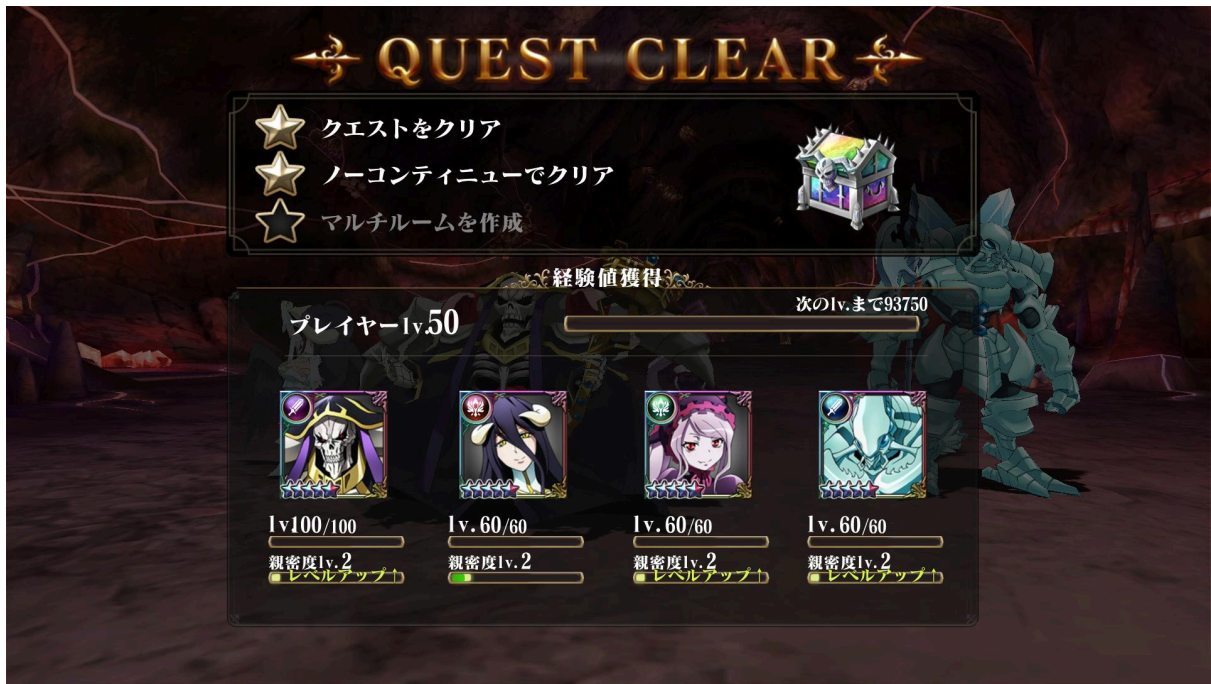 QUEST CLEAR
クエストをクリア
ノーコンティニューでクリア
マルチルームを作成
経験値獲得
次のlv.まで93750
プレイヤーlv.50
lv100/100
lv.60/60
lv.60/60
lv.60/60
親密度lv.2
親密度lv.2
親密度lv.2
親密度lv.2
レベルアップ↑
レベルアップ↑
レベルアップ↑